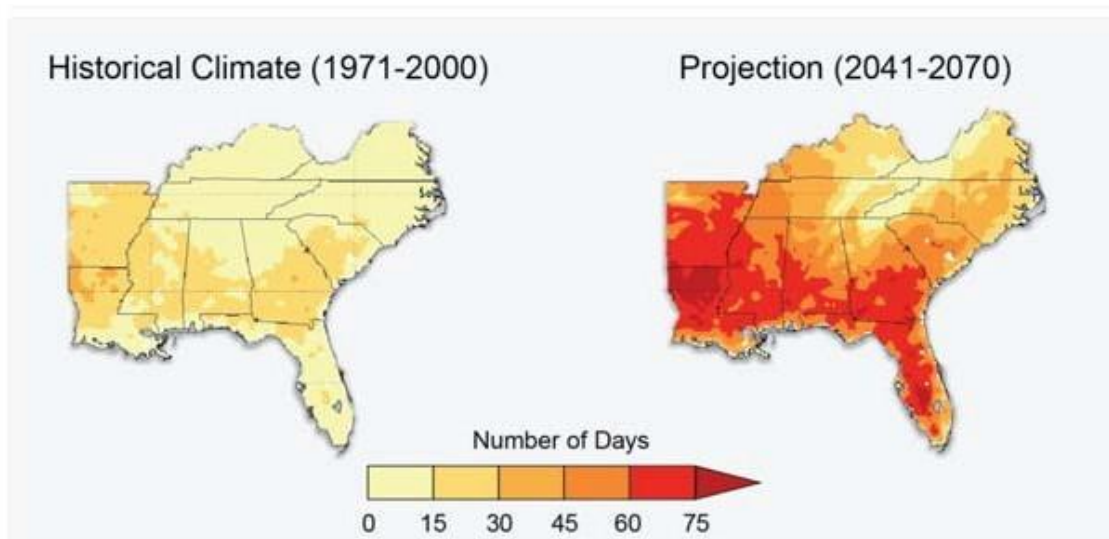 Historical Climate (1971-2000)
Projection (2041-2070)
Number of Days
0 15 30 45 60 75